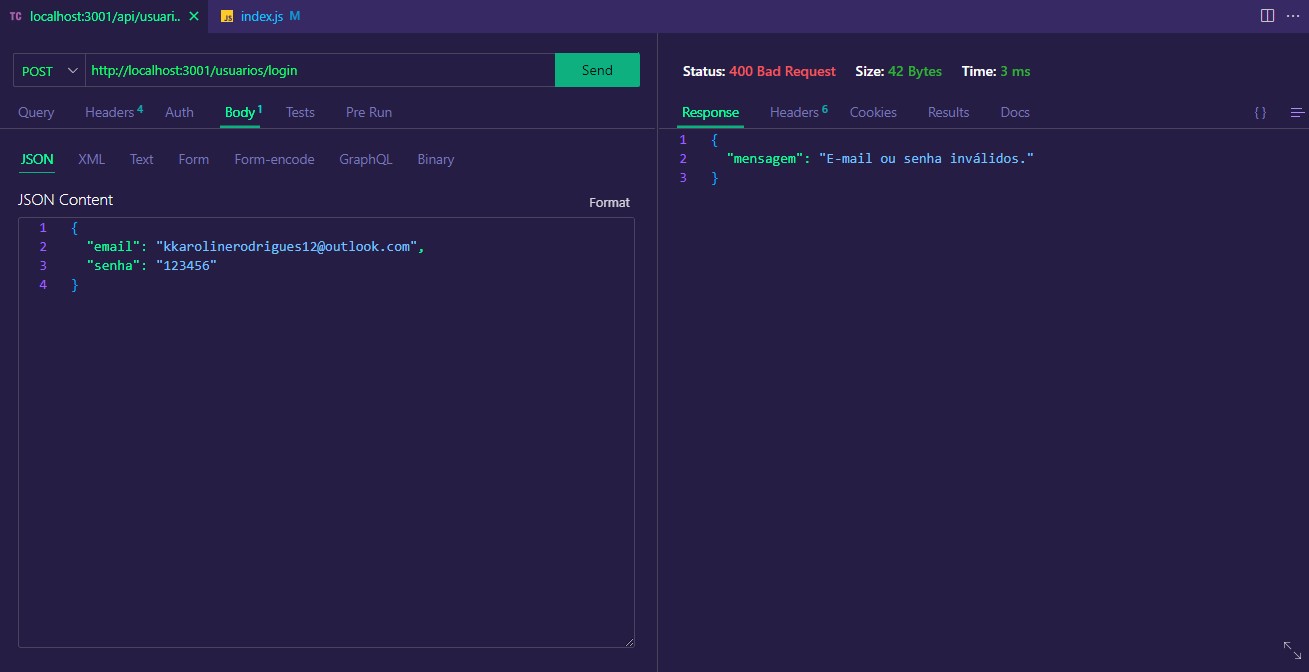 TC localhost:3001/api/usuari.. × JS index.js M ···
POST http://localhost:3001/usuarios/login Send
Query Headers 4 Auth Body 1 Tests Pre Run
JSON XML Text Form Form-encode GraphQL Binary
JSON Content Format
1 {
2 "email": "kkarolinerodrigues12@outlook.com",
3 "senha": "123456"
4 }
Status: 400 Bad Request Size: 42 Bytes Time: 3 ms
Response Headers 6 Cookies Results Docs { }
1 {
2 "mensagem": "E-mail ou senha inválidos."
3 }